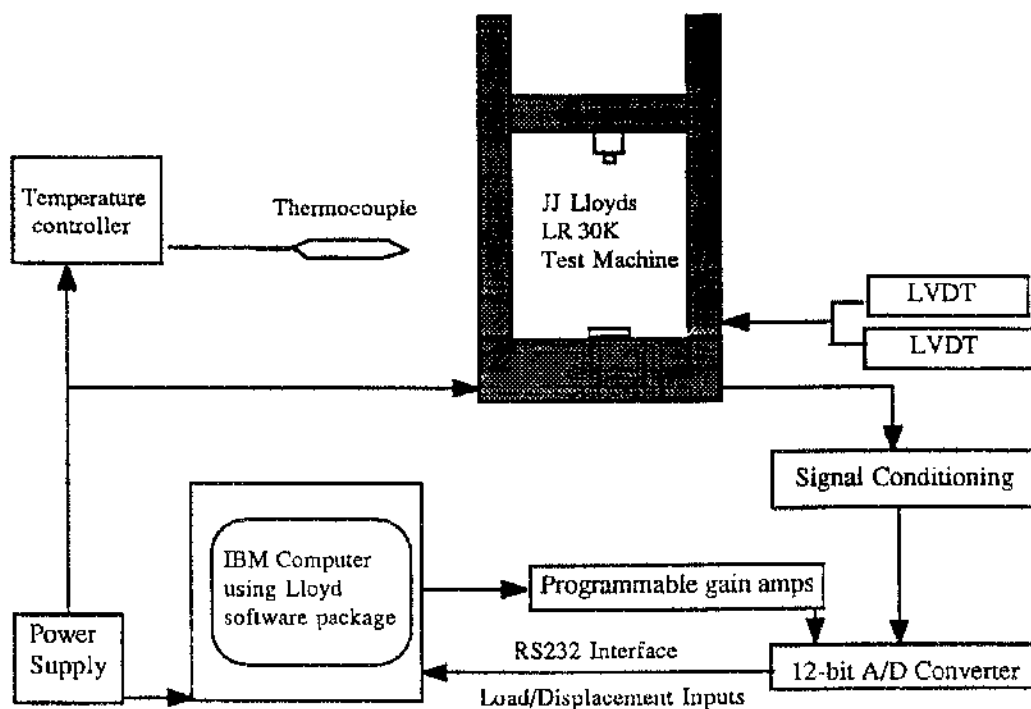 Temperature
controller
Thermocouple
JJ Lloyds
LR 30K
Test Machine
LVDT
LVDT
Signal Conditioning
IBM Computer
using Lloyd
software package
Programmable gain amps
Power
Supply
RS232 Interface
12-bit A/D Converter
Load/Displacement Inputs